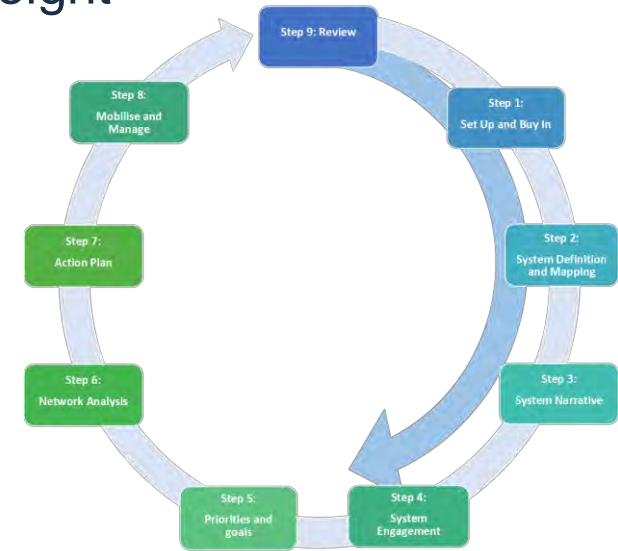 Step 9: Review
Step 1:
Set Up and Buy In
Step 2:
System Definition
and Mapping
Step 3:
System Narrative
Step 4:
System
Engagement
Step 5:
Priorities and
goals
Step 6:
Network Analysis
Step 7:
Action Plan
Step 8:
Mobilise and
Manage